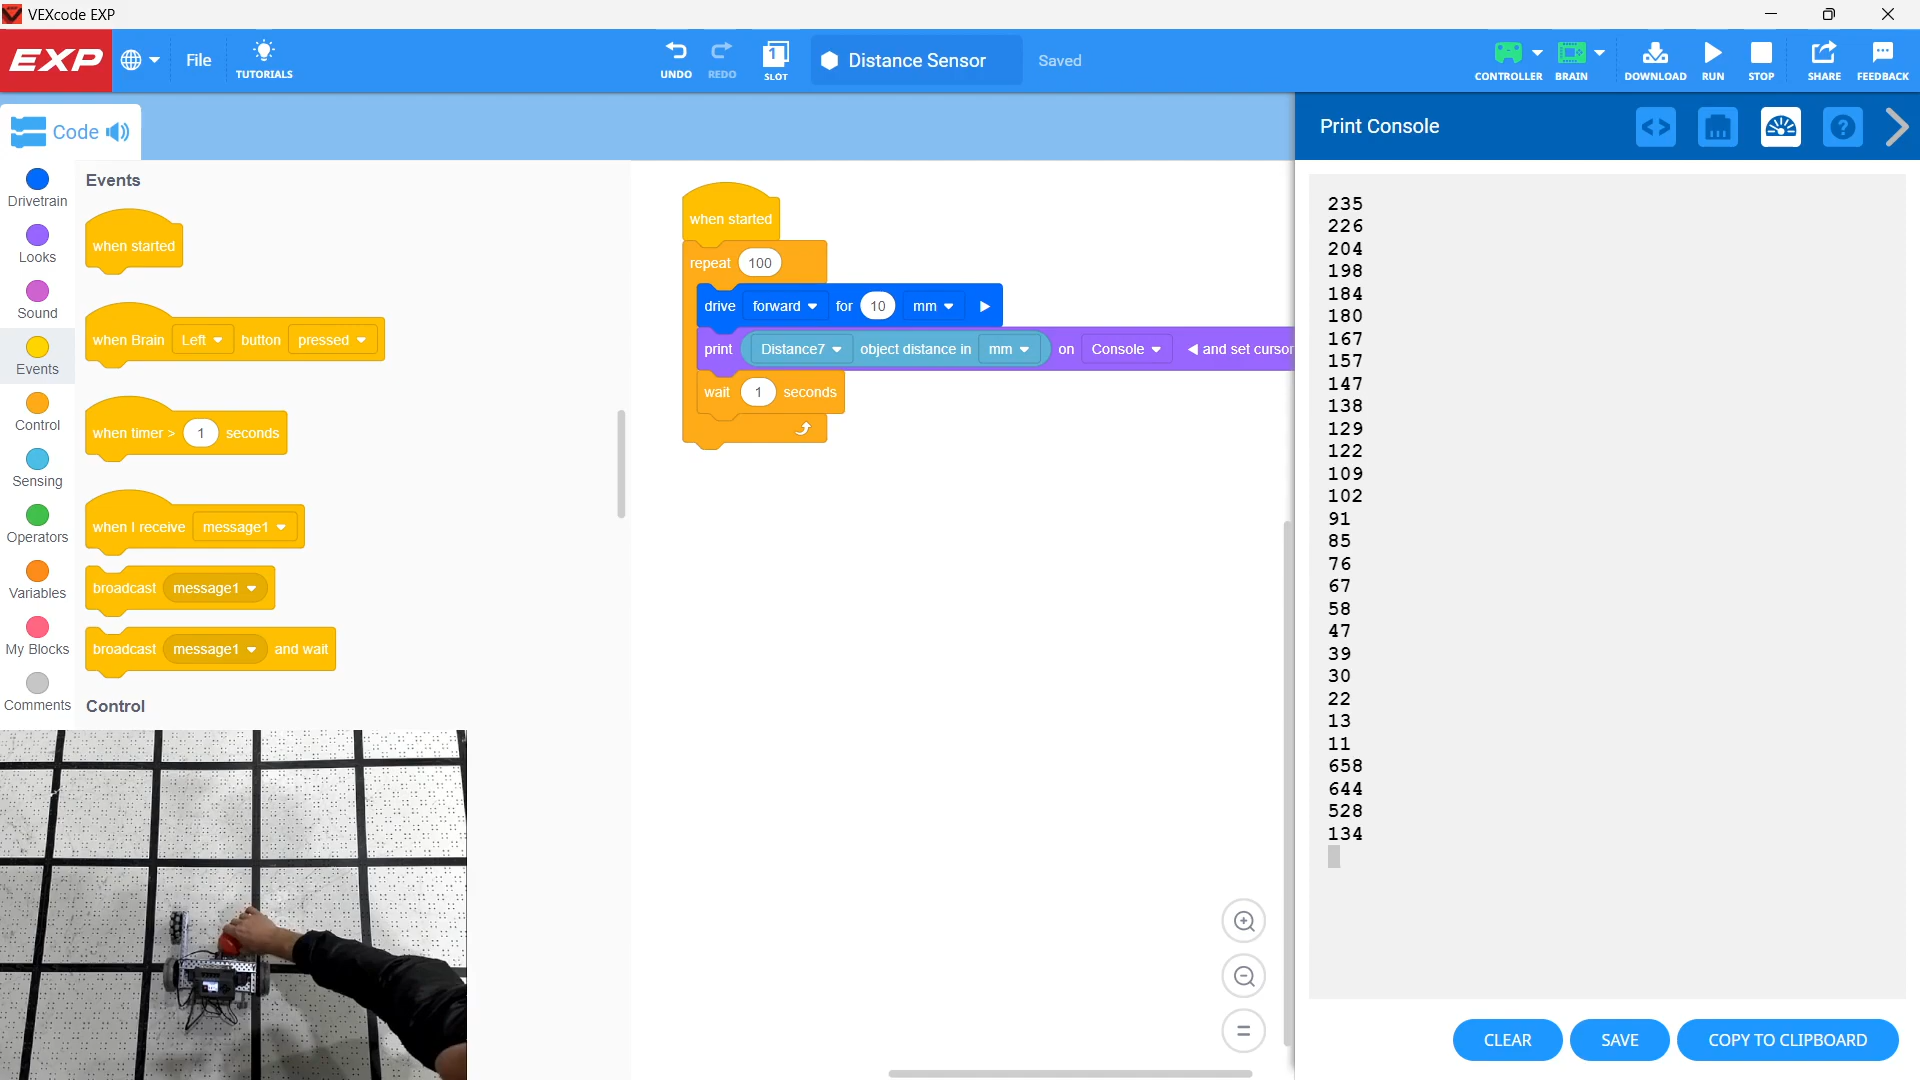 VEXcode EXP
EXP
File
TUTORIALS
UNDO
REDO
1
SLOT
Distance Sensor
Saved
CONTROLLER
BRAIN
DOWNLOAD
RUN
STOP
SHARE
FEEDBACK
Code
Print Console
Drivetrain
Looks
Sound
Events
Control
Sensing
Operators
Variables
My Blocks
Comments
Events
when started
when Brain Left button pressed
when timer > 1 seconds
when I receive message1
broadcast message1
broadcast message1 and wait
Control
when started
repeat 100
drive forward for 10 mm
print Distance7 object distance in mm on Console and set cursor
wait 1 seconds
235
226
204
198
184
180
167
157
147
138
129
122
109
102
91
85
76
67
58
47
39
30
22
13
11
658
644
528
134
CLEAR
SAVE
COPY TO CLIPBOARD